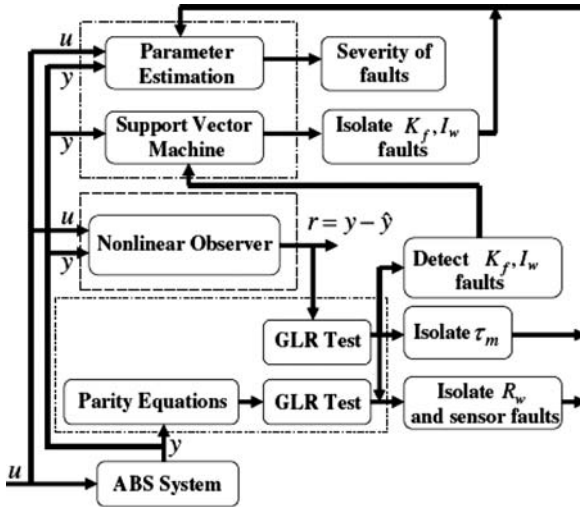 u
y
Parameter
Estimation
Severity of
faults
y
Support Vector
Machine
Isolate K_f, I_w
faults
u
y
Nonlinear Observer
r = y − ŷ
Detect K_f, I_w
faults
GLR Test
Isolate τ_m
Parity Equations
GLR Test
Isolate R_w
and sensor faults
y
u
ABS System